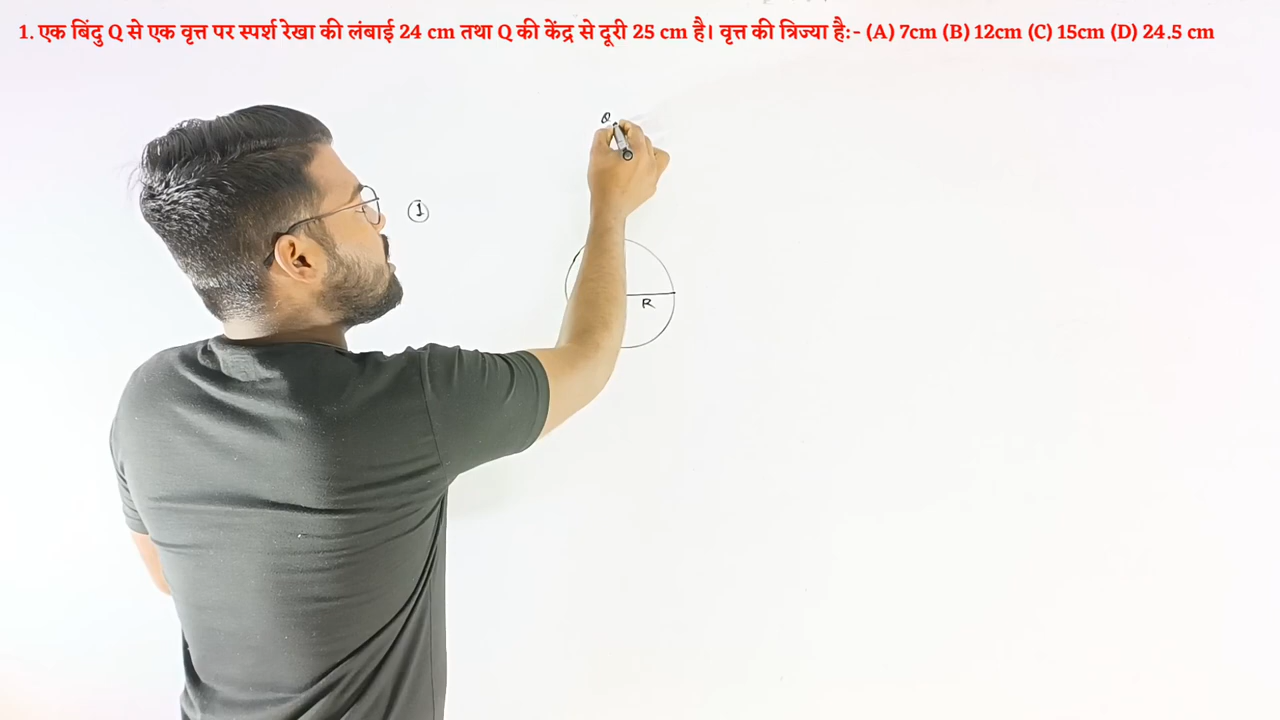 1. एक बिंदु Q से एक वृत्त पर स्पर्श रेखा की लंबाई 24 cm तथा Q की केंद्र से दूरी 25 cm है। वृत्त की त्रिज्या है:- (A) 7cm (B) 12cm (C) 15cm (D) 24.5 cm
Q
1
R